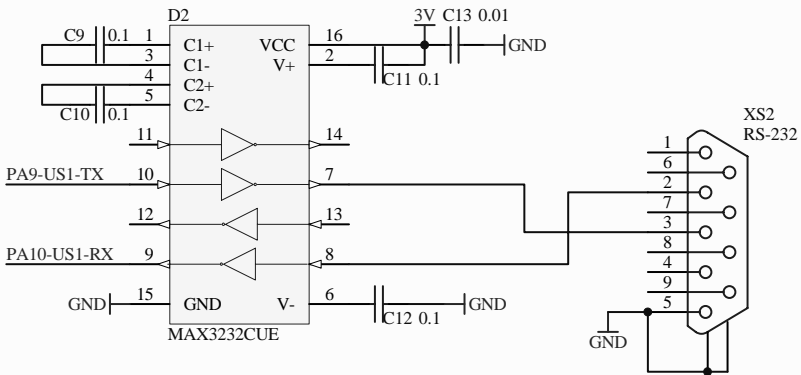 D2
3V
C13 0.01
C9
0.1
1
C1+
VCC
16
GND
3
C1-
V+
2
C11 0.1
4
C2+
C10
0.1
5
C2-
XS2
RS-232
11
14
1
6
PA9-US1-TX
10
7
2
7
12
13
3
8
PA10-US1-RX
9
8
4
9
GND
15
GND
V-
6
GND
5
C12 0.1
MAX3232CUE
GND